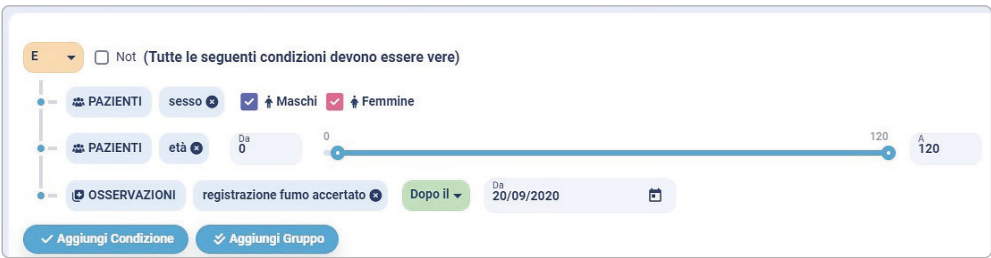 E Not (Tutte le seguenti condizioni devono essere vere)
PAZIENTI sesso Maschi Femmine
PAZIENTI età Da 0 0 120 A 120
OSSERVAZIONI registrazione fumo accertato Dopo il Da 20/09/2020
Aggiungi Condizione Aggiungi Gruppo